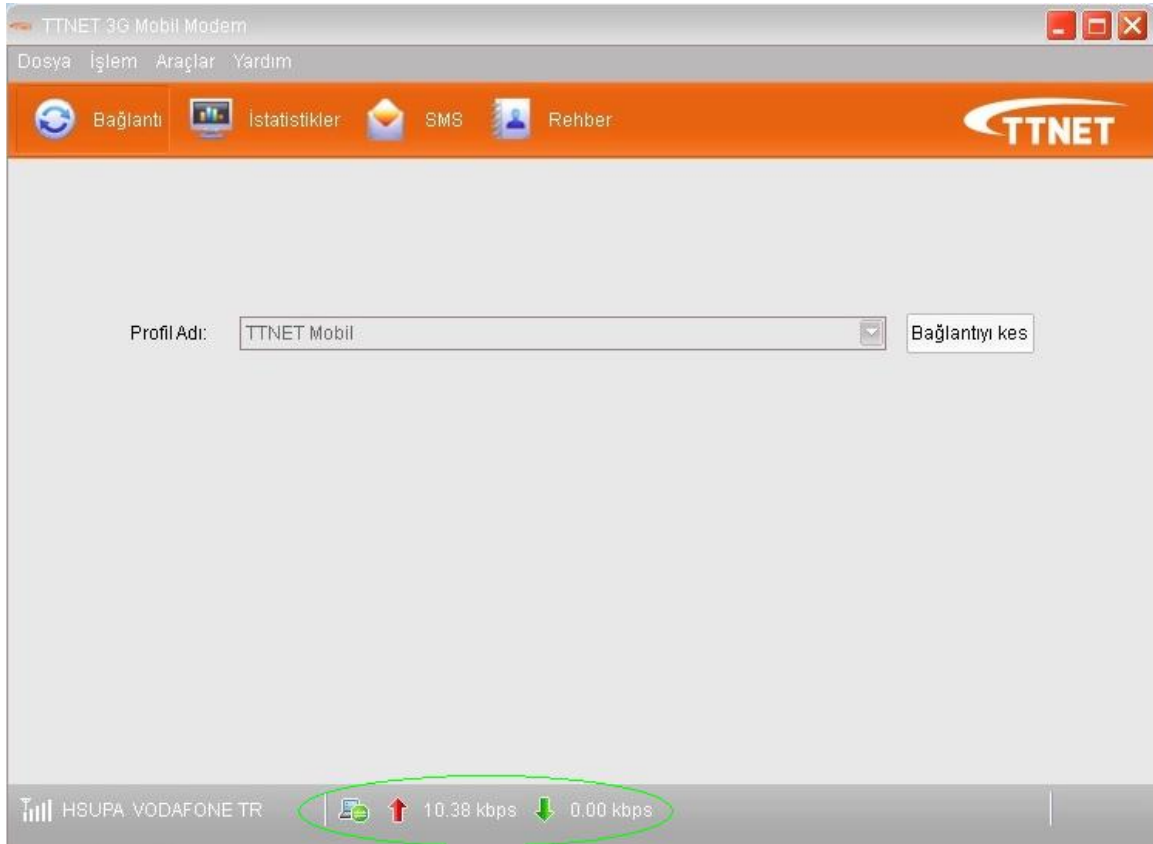 TTNET 3G Mobil Modem
Dosya İşlem Araçlar Yardım
Bağlantı İstatistikler SMS Rehber TTNET
Profil Adı: TTNET Mobil Bağlantıyı kes
HSUPA VODAFONE TR 10.38 kbps 0.00 kbps